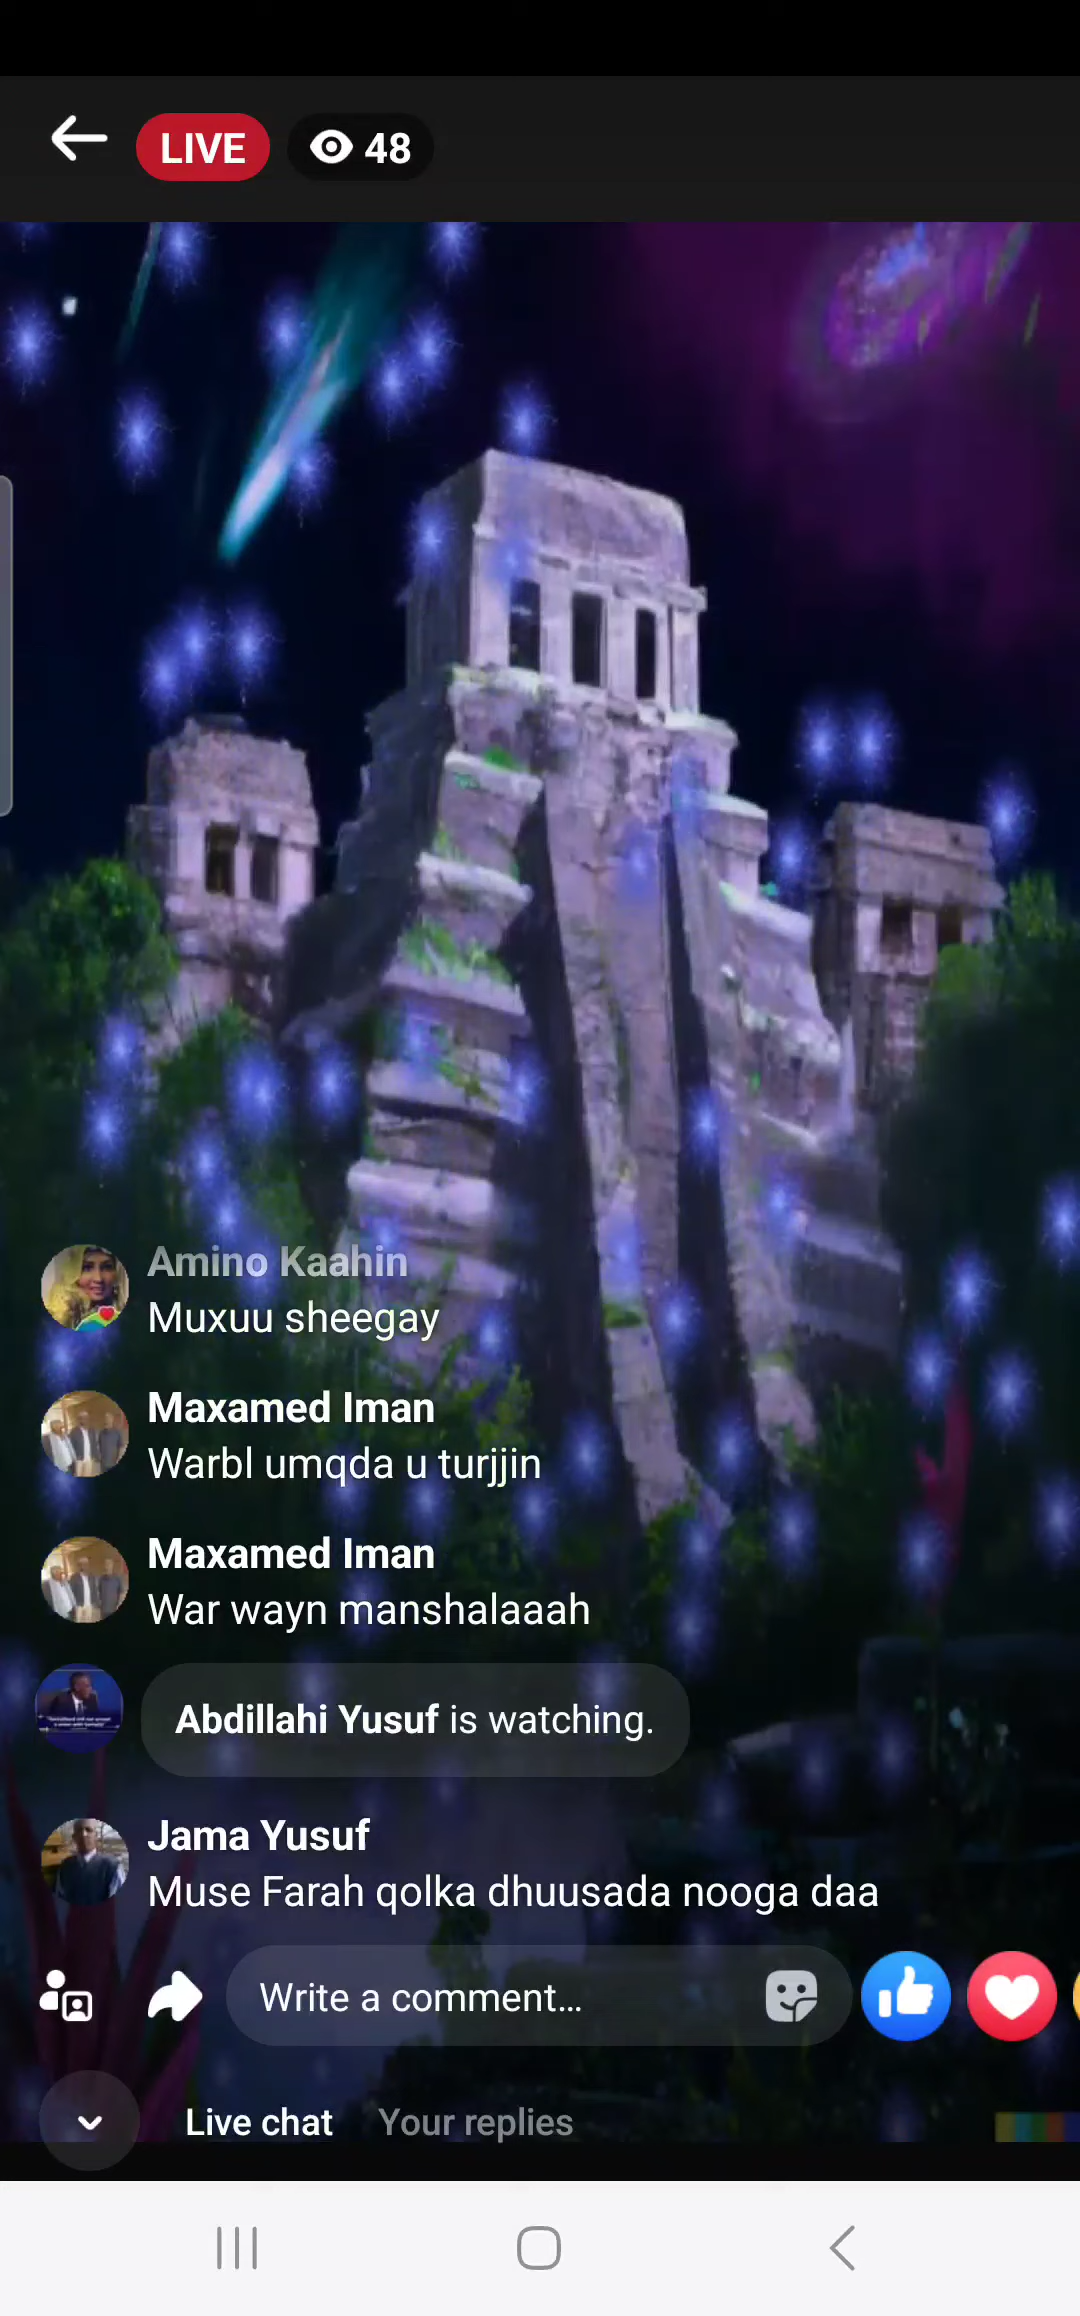 LIVE
48
Amino Kaahin
Muxuu sheegay
Maxamed Iman
Warbl umqda u turjjin
Maxamed Iman
War wayn manshalaaah
Abdillahi Yusuf is watching.
Jama Yusuf
Muse Farah qolka dhuusada nooga daa
Write a comment...
Live chat
Your replies